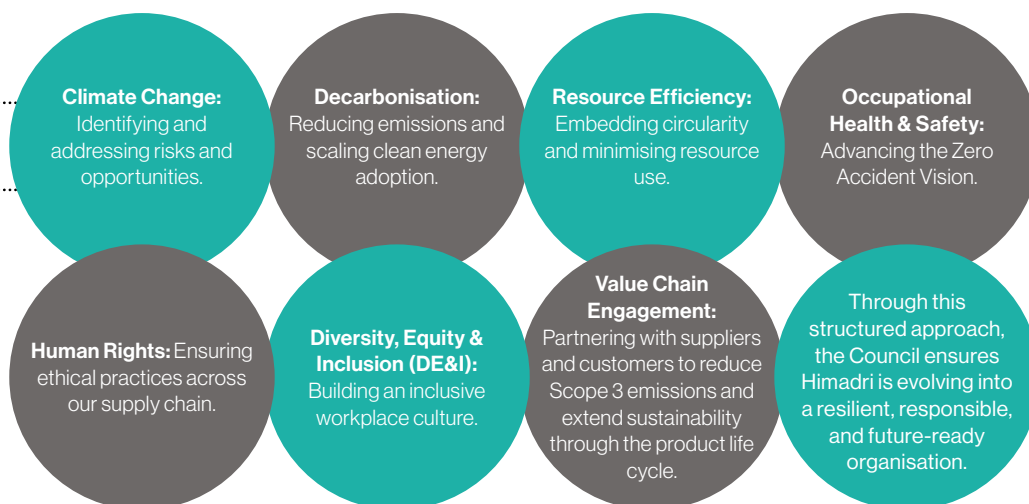 Climate Change:
Identifying and
addressing risks and
opportunities.
Decarbonisation:
Reducing emissions and
scaling clean energy
adoption.
Resource Efficiency:
Embedding circularity
and minimising resource
use.
Occupational
Health & Safety:
Advancing the Zero
Accident Vision.
Human Rights: Ensuring
ethical practices across
our supply chain.
Diversity, Equity &
Inclusion (DE&I):
Building an inclusive
workplace culture.
Value Chain
Engagement:
Partnering with suppliers
and customers to reduce
Scope 3 emissions and
extend sustainability
through the product life
cycle.
Through this
structured approach,
the Council ensures
Himadri is evolving into
a resilient, responsible,
and future-ready
organisation.